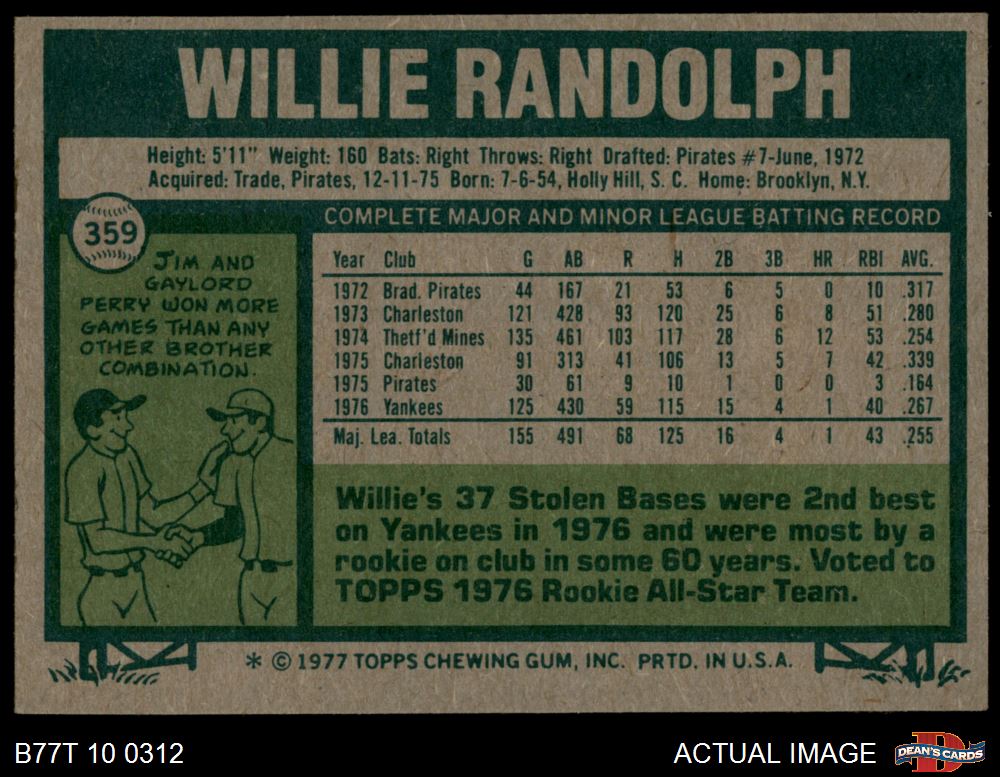 WILLIE RANDOLPH
Height: 5'11" Weight: 160 Bats: Right Throws: Right Drafted: Pirates #7-June, 1972
Acquired: Trade, Pirates, 12-11-75 Born: 7-6-54, Holly Hill, S. C. Home: Brooklyn, N.Y.
359
JIM AND
GAYLORD
PERRY WON MORE
GAMES THAN ANY
OTHER BROTHER
COMBINATION.
COMPLETE MAJOR AND MINOR LEAGUE BATTING RECORD
Year Club G AB R H 2B 3B HR RBI AVG.
1972 Brad. Pirates 44 167 21 53 6 5 0 10 .317
1973 Charleston 121 428 93 120 25 6 8 51 .280
1974 Thetf'd Mines 135 461 103 117 28 6 12 53 .254
1975 Charleston 91 313 41 106 13 5 7 42 .339
1975 Pirates 30 61 9 10 1 0 0 3 .164
1976 Yankees 125 430 59 115 15 4 1 40 .267
Maj. Lea. Totals 155 491 68 125 16 4 1 43 .255
Willie's 37 Stolen Bases were 2nd best
on Yankees in 1976 and were most by a
rookie on club in some 60 years. Voted to
TOPPS 1976 Rookie All-Star Team.
* © 1977 TOPPS CHEWING GUM, INC. PRTD. IN U.S.A.
B77T 10 0312
ACTUAL IMAGE
D
DEAN'S CARDS